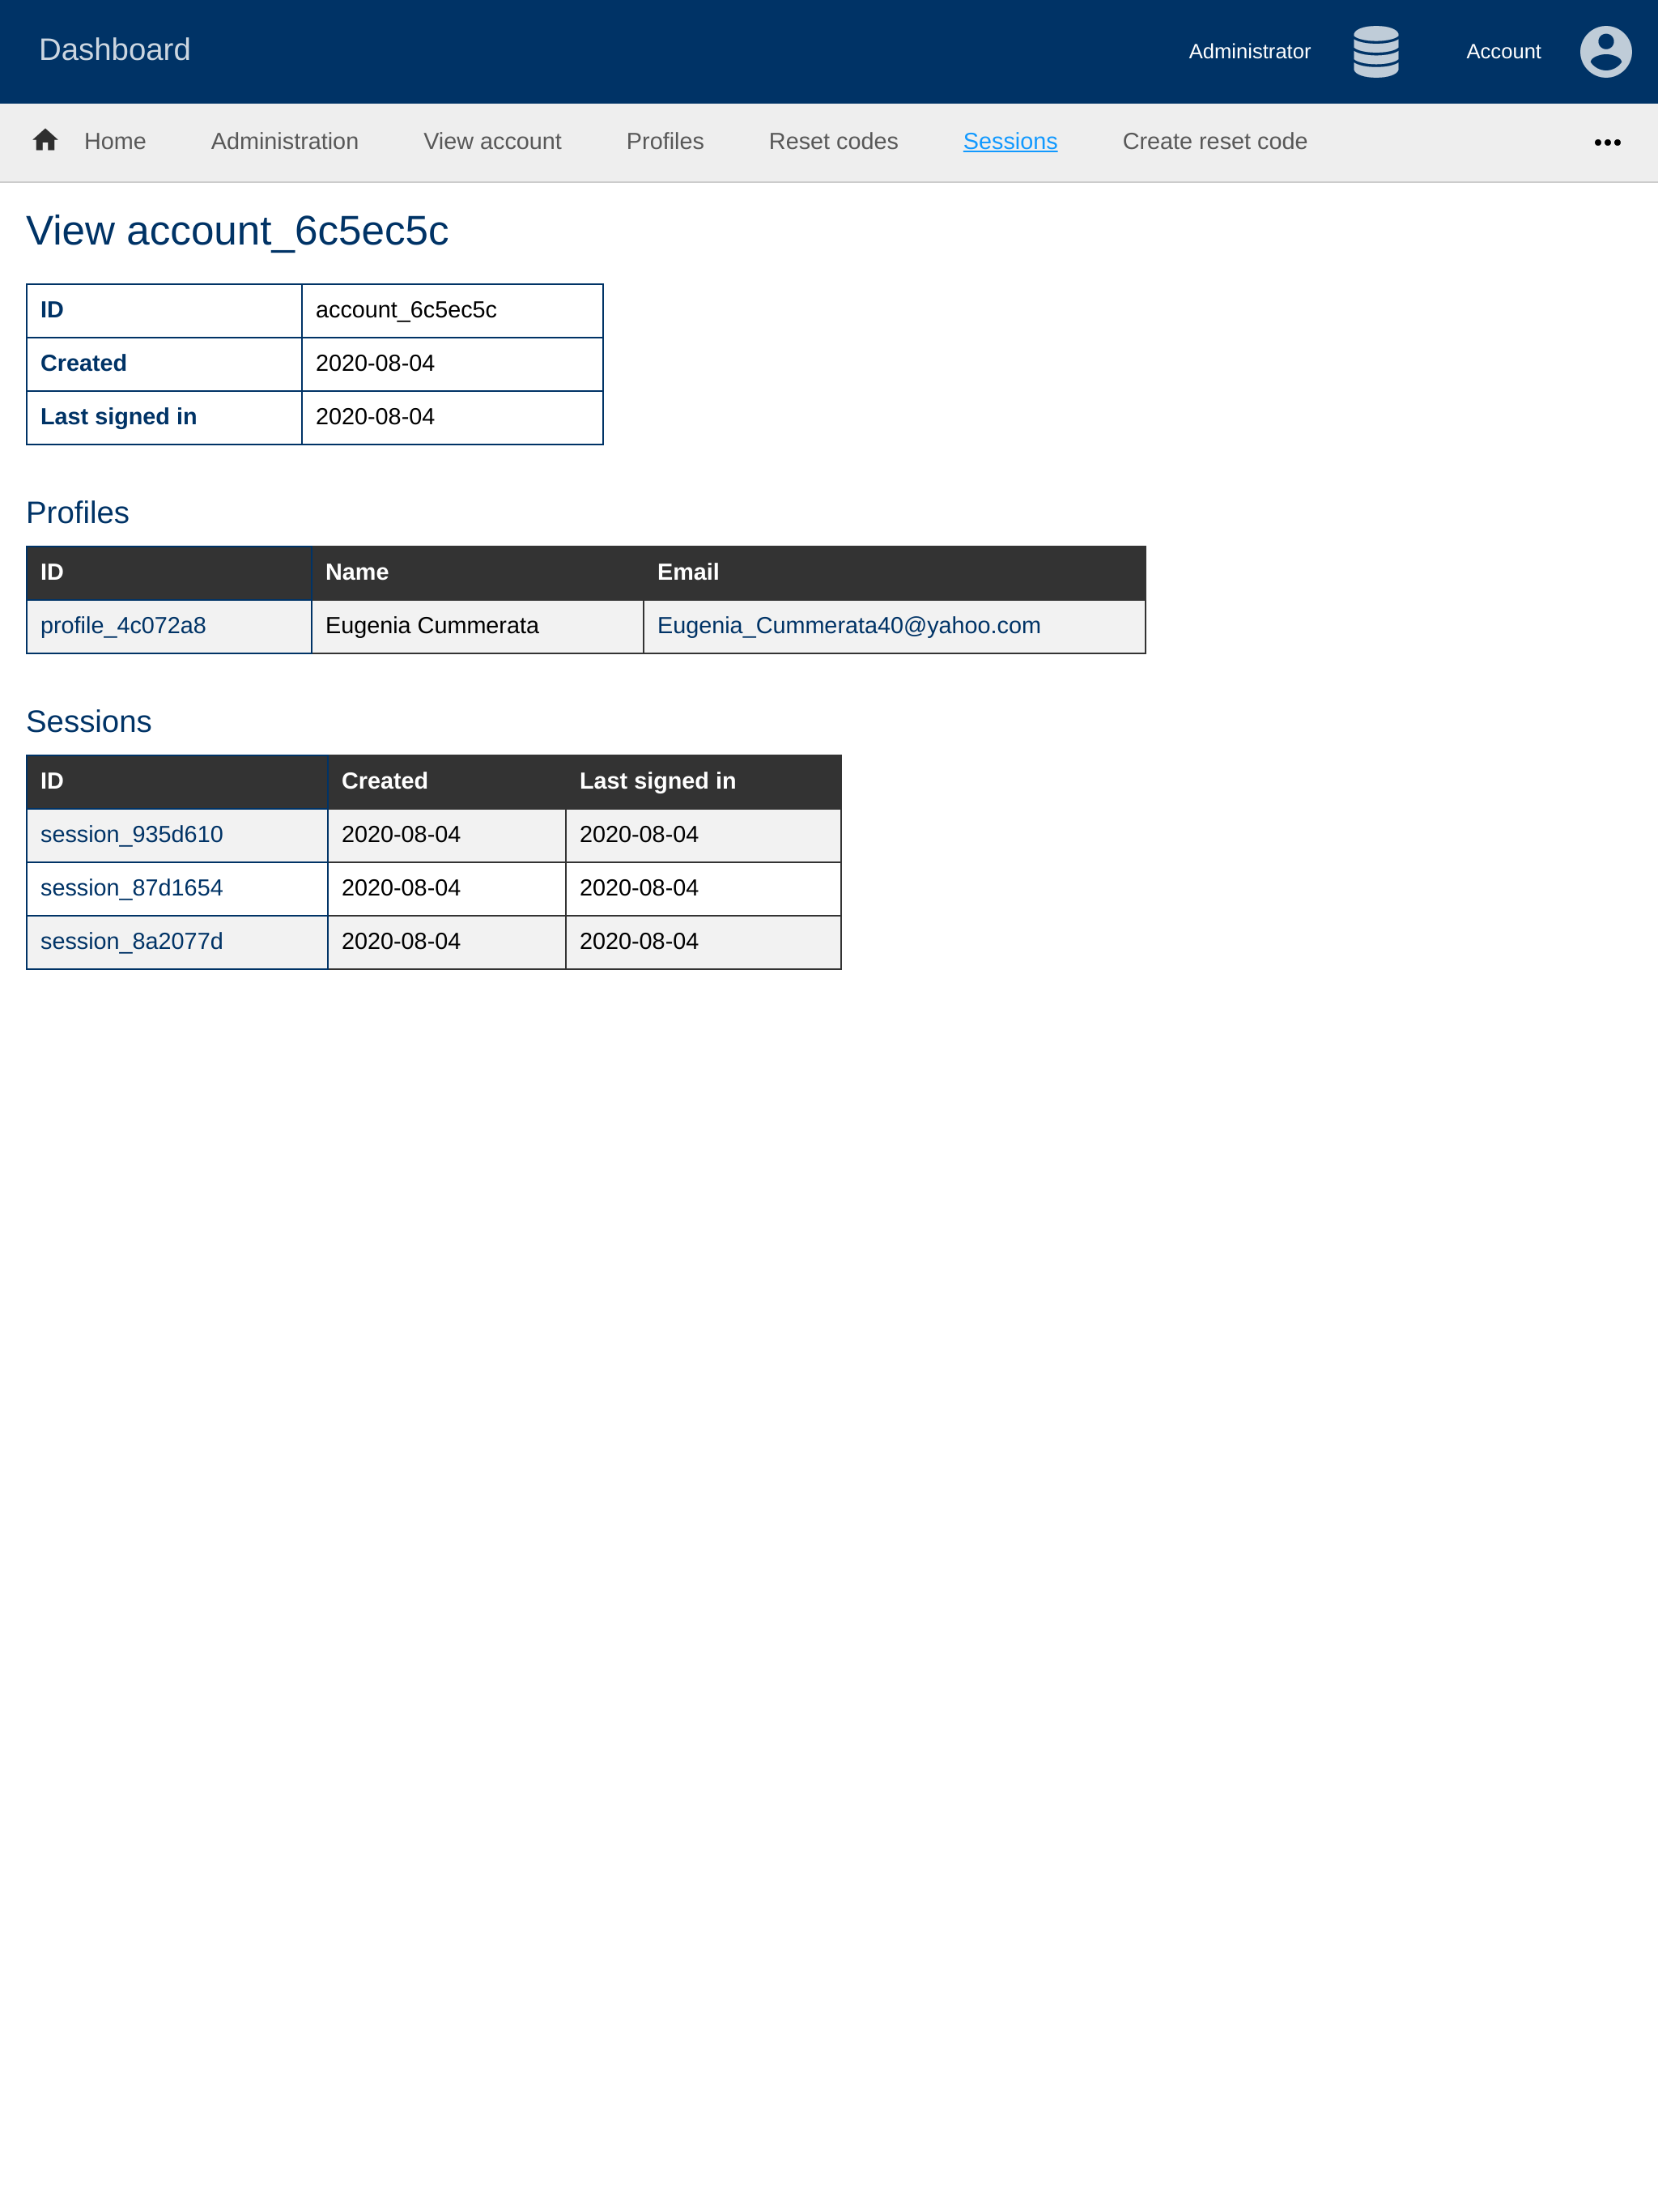 Dashboard Administrator Account
Home Administration View account Profiles Reset codes Sessions Create reset code
View account_6c5ec5c
ID account_6c5ec5c
Created 2020-08-04
Last signed in 2020-08-04
Profiles
ID Name Email
profile_4c072a8 Eugenia Cummerata Eugenia_Cummerata40@yahoo.com
Sessions
ID Created Last signed in
session_935d610 2020-08-04 2020-08-04
session_87d1654 2020-08-04 2020-08-04
session_8a2077d 2020-08-04 2020-08-04